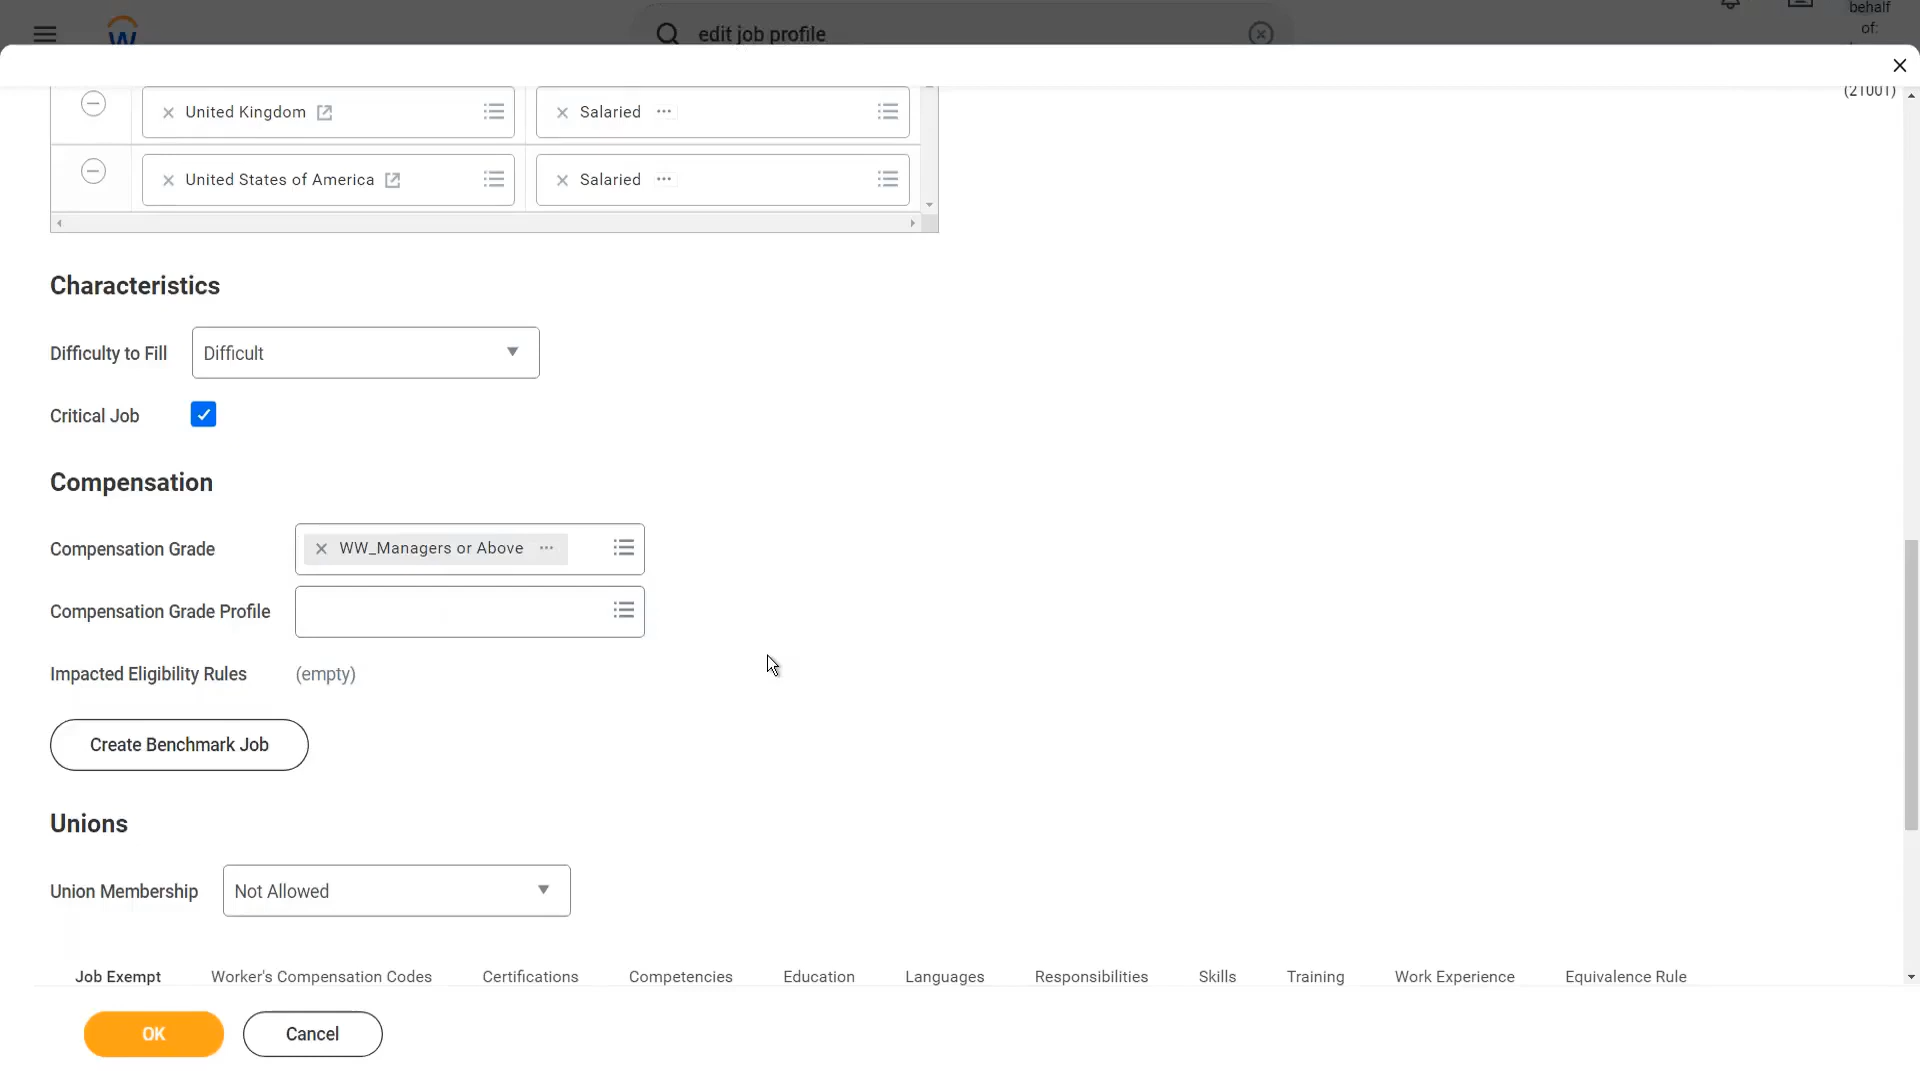 behalf
of:
W
edit job profile
(21001)
United Kingdom
Salaried
United States of America
Salaried
Characteristics
Difficulty to Fill
Difficult
Critical Job
Compensation
Compensation Grade
WW_Managers or Above
Compensation Grade Profile
Impacted Eligibility Rules
(empty)
Create Benchmark Job
Unions
Union Membership
Not Allowed
Job Exempt Worker's Compensation Codes Certifications Competencies Education Languages Responsibilities Skills Training Work Experience Equivalence Rule
OK
Cancel